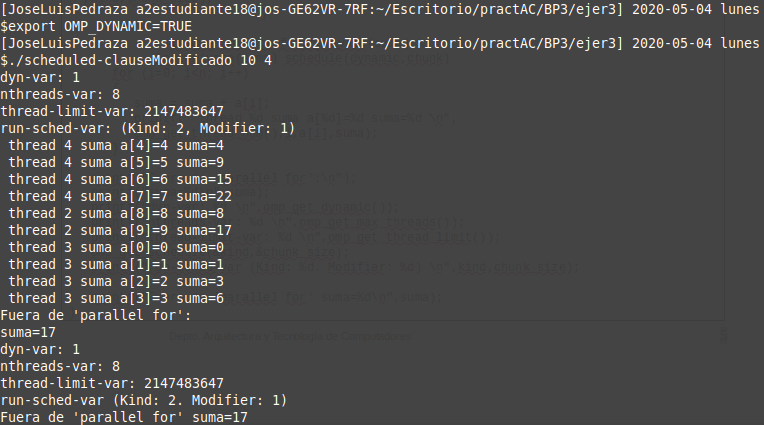 [JoseLuisPedraza a2estudiante18@jos-GE62VR-7RF:~/Escritorio/practAC/BP3/ejer3] 2020-05-04 lunes
$export OMP_DYNAMIC=TRUE
[JoseLuisPedraza a2estudiante18@jos-GE62VR-7RF:~/Escritorio/practAC/BP3/ejer3] 2020-05-04 lunes
$./scheduled-clauseModificado 10 4
dyn-var: 1
nthreads-var: 8
thread-limit-var: 2147483647
run-sched-var: (Kind: 2, Modifier: 1)
thread 4 suma a[4]=4 suma=4
thread 4 suma a[5]=5 suma=9
thread 4 suma a[6]=6 suma=15
thread 4 suma a[7]=7 suma=22
thread 2 suma a[8]=8 suma=8
thread 2 suma a[9]=9 suma=17
thread 3 suma a[0]=0 suma=0
thread 3 suma a[1]=1 suma=1
thread 3 suma a[2]=2 suma=3
thread 3 suma a[3]=3 suma=6
Fuera de 'parallel for':
suma=17
dyn-var: 1
nthreads-var: 8
thread-limit-var: 2147483647
run-sched-var (Kind: 2. Modifier: 1)
Fuera de 'parallel for' suma=17